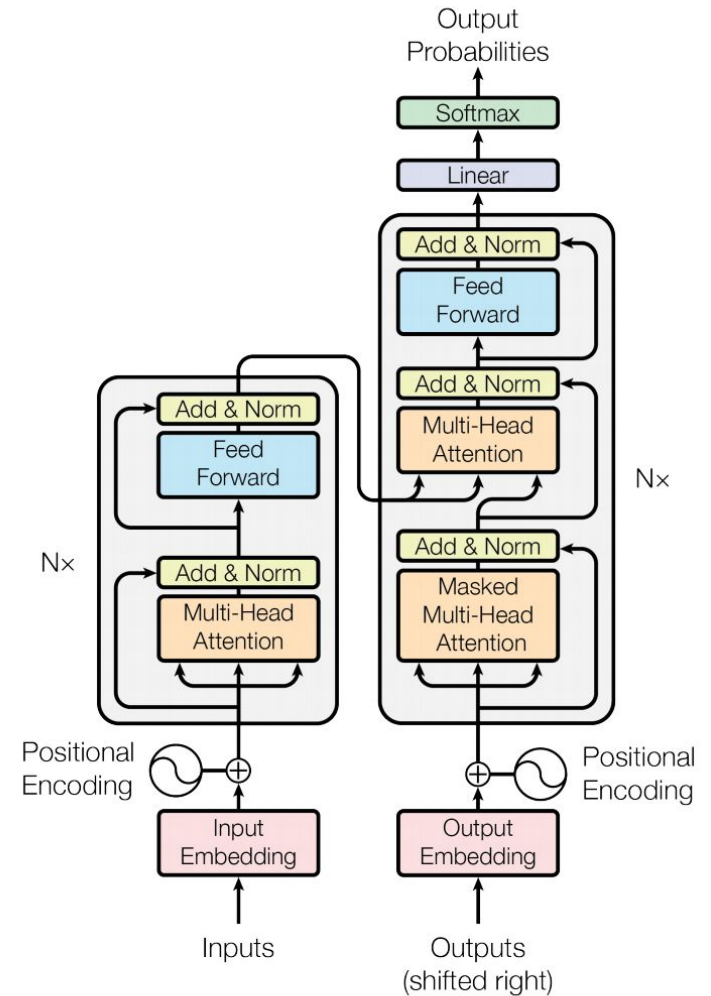 Output
Probabilities
Softmax
Linear
Add & Norm
Feed
Forward
Add & Norm
Multi-Head
Attention
Add & Norm
Masked
Multi-Head
Attention
N×
Add & Norm
Feed
Forward
Add & Norm
Multi-Head
Attention
N×
Positional
Encoding
Positional
Encoding
Input
Embedding
Output
Embedding
Inputs
Outputs
(shifted right)